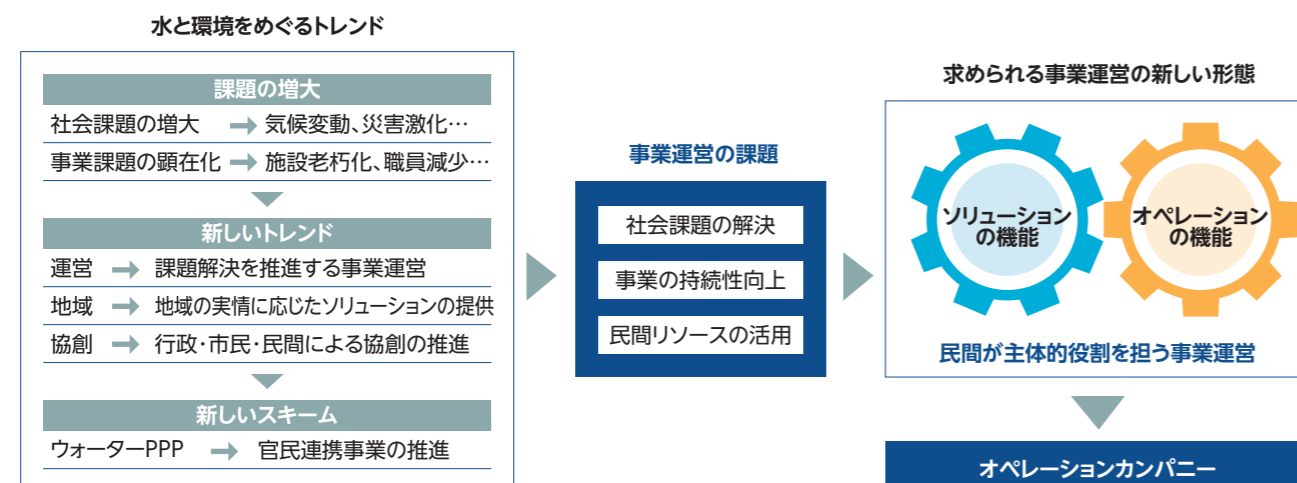 水と環境をめぐるトレンド
課題の増大
社会課題の増大 → 気候変動、災害激化…
事業課題の顕在化 → 施設老朽化、職員減少…
新しいトレンド
運営 → 課題解決を推進する事業運営
地域 → 地域の実情に応じたソリューションの提供
協創 → 行政・市民・民間による協創の推進
新しいスキーム
ウォーターPPP → 官民連携事業の推進
事業運営の課題
社会課題の解決
事業の持続性向上
民間リソースの活用
求められる事業運営の新しい形態
ソリューション
の機能
オペレーション
の機能
民間が主体的役割を担う事業運営
オペレーションカンパニー